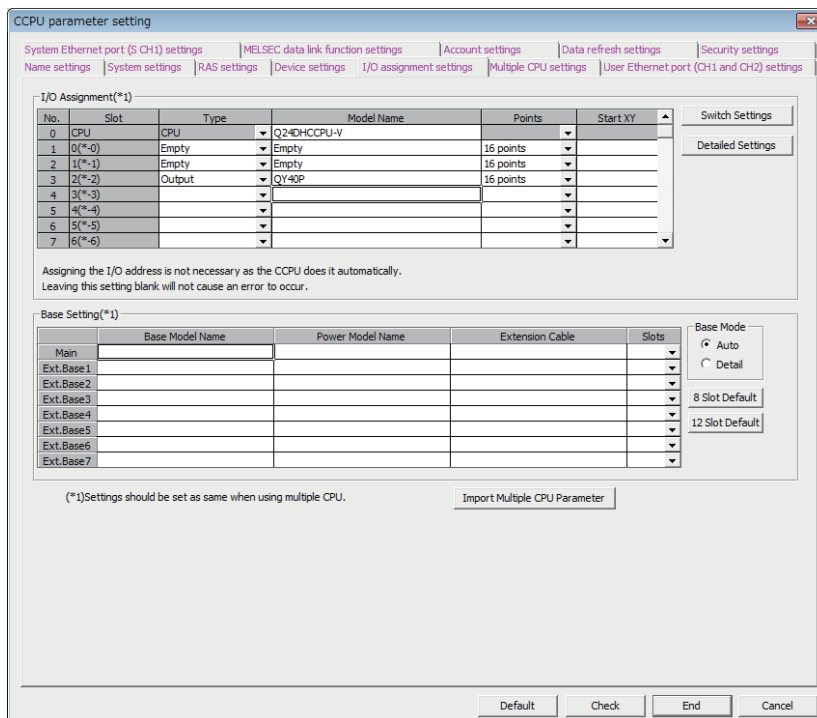 CCPU parameter setting
System Ethernet port (S CH1) settings MELSEC data link function settings Account settings Data refresh settings Security settings
Name settings System settings RAS settings Device settings I/O assignment settings Multiple CPU settings User Ethernet port (CH1 and CH2) settings
I/O Assignment(*1)
No. Slot Type Model Name Points Start XY
0 CPU CPU Q24DHCCPU-V
1 0(*-0) Empty Empty 16 points
2 1(*-1) Empty Empty 16 points
3 2(*-2) Output QY40P 16 points
4 3(*-3)
5 4(*-4)
6 5(*-5)
7 6(*-6)
Switch Settings
Detailed Settings
Assigning the I/O address is not necessary as the CCPU does it automatically.
Leaving this setting blank will not cause an error to occur.
Base Setting(*1)
Base Model Name Power Model Name Extension Cable Slots
Main
Ext.Base1
Ext.Base2
Ext.Base3
Ext.Base4
Ext.Base5
Ext.Base6
Ext.Base7
Base Mode
Auto
Detail
8 Slot Default
12 Slot Default
(*1)Settings should be set as same when using multiple CPU.
Import Multiple CPU Parameter
Default Check End Cancel